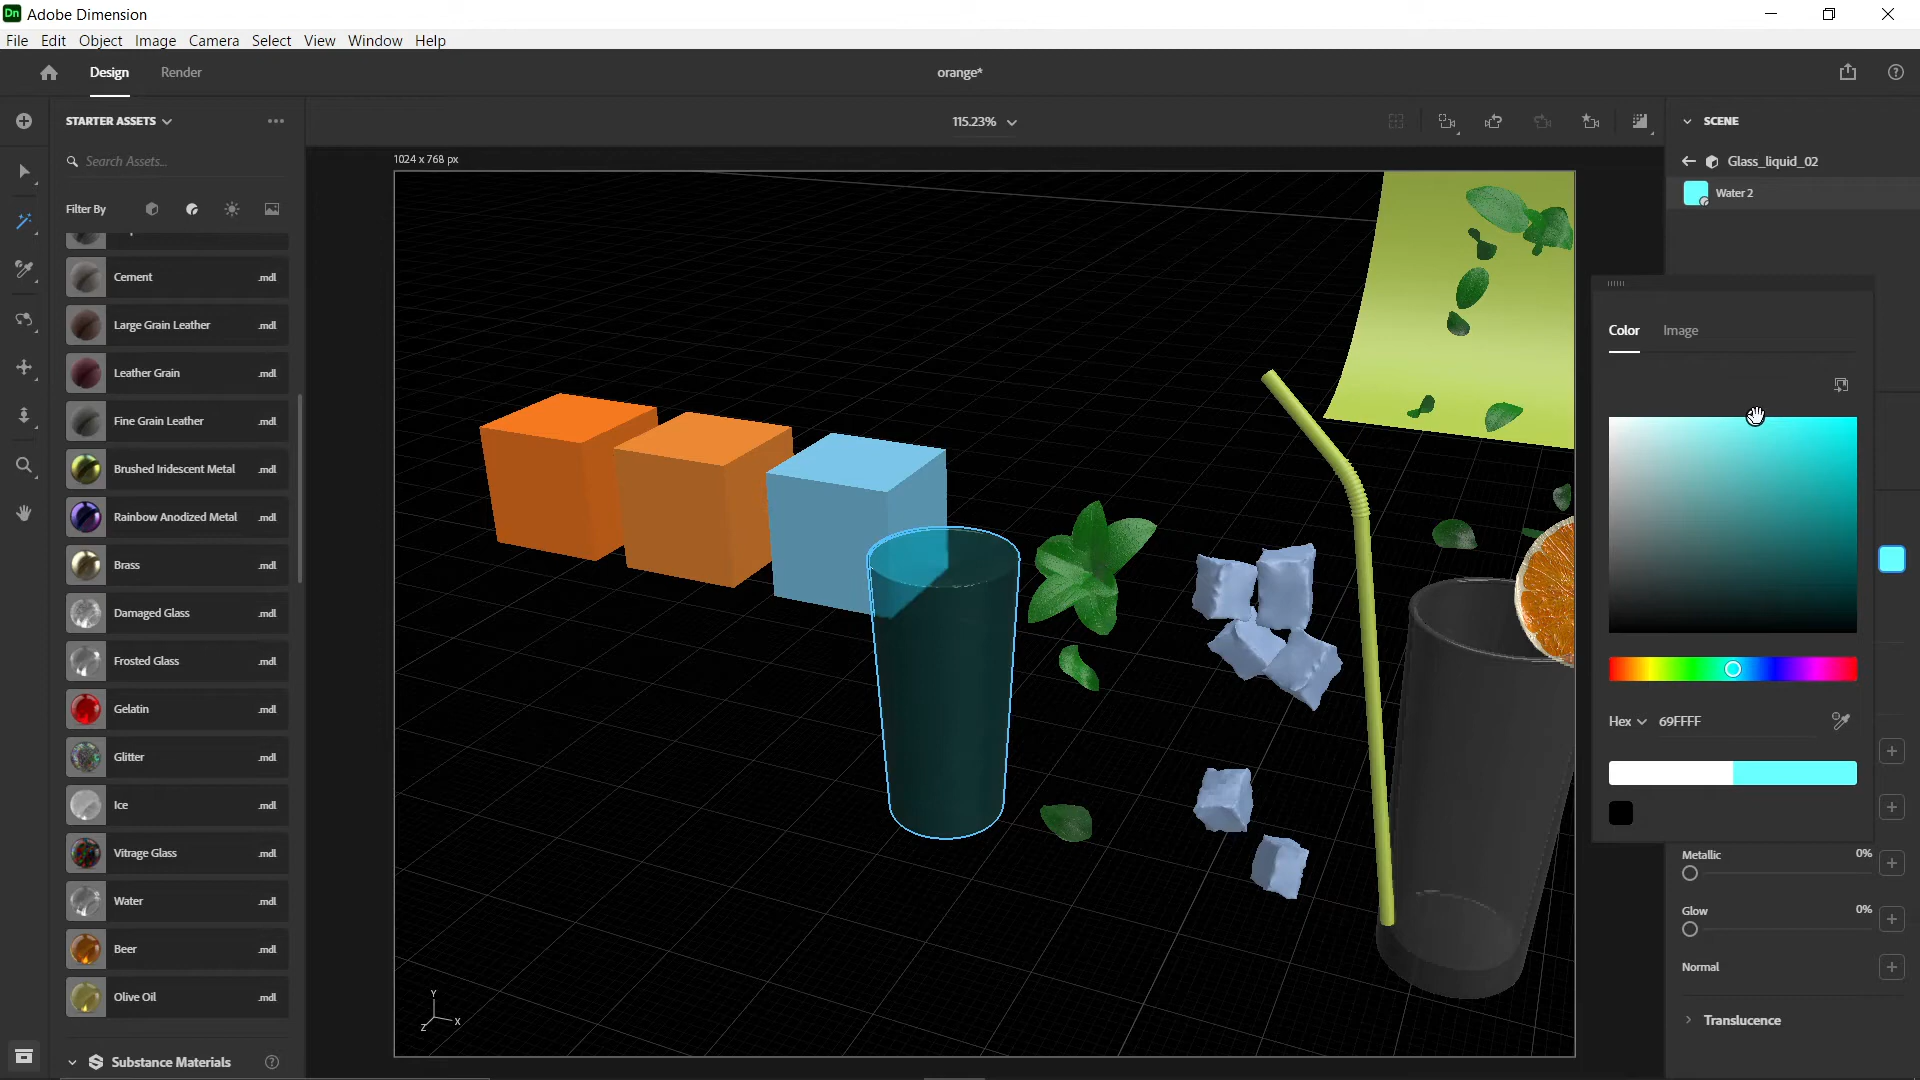 Dn Adobe Dimension
File Edit Object Image Camera Select View Window Help
Design Render orange*
STARTER ASSETS
115.23%
SCENE
1024 x 768 px
Search Assets...
Glass_liquid_02
Water 2
Filter By
Cement .mdl
Large Grain Leather .mdl
Leather Grain .mdl
Fine Grain Leather .mdl
Brushed Iridescent Metal .mdl
Rainbow Anodized Metal .mdl
Brass .mdl
Damaged Glass .mdl
Frosted Glass .mdl
Gelatin .mdl
Glitter .mdl
Ice .mdl
Vitrage Glass .mdl
Water .mdl
Beer .mdl
Olive Oil .mdl
Substance Materials
Y
Z
X
Color Image
Hex 69FFFF
Metallic 0%
Glow 0%
Normal
Translucence